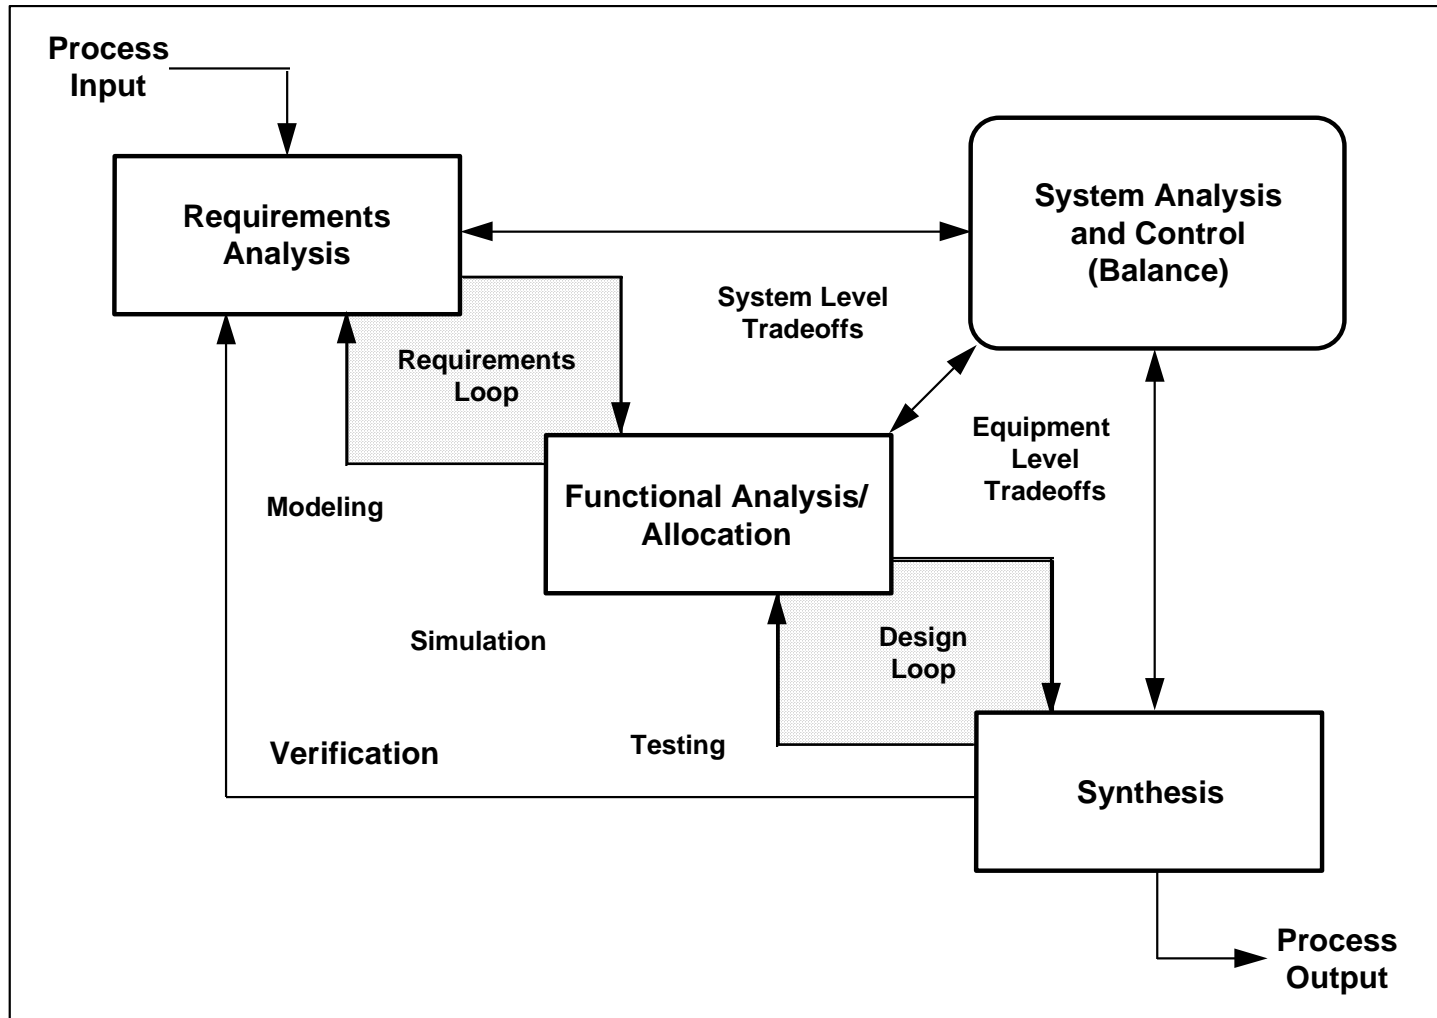 Process
Input
Requirements
Analysis
System Analysis
and Control
(Balance)
System Level
Tradeoffs
Requirements
Loop
Equipment
Level
Tradeoffs
Modeling
Functional Analysis/
Allocation
Simulation
Design
Loop
Verification
Testing
Synthesis
Process
Output